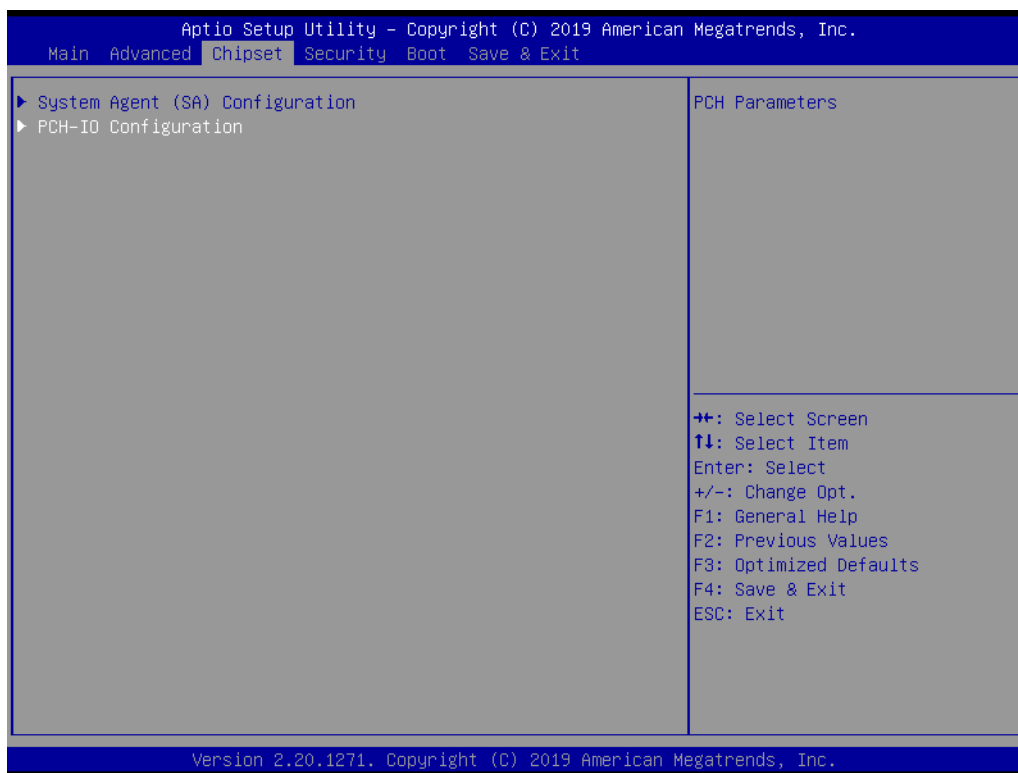 Aptio Setup Utility – Copyright (C) 2019 American Megatrends, Inc.
Main Advanced Chipset Security Boot Save & Exit
System Agent (SA) Configuration
PCH-IO Configuration
PCH Parameters
→←: Select Screen
↑↓: Select Item
Enter: Select
+/-: Change Opt.
F1: General Help
F2: Previous Values
F3: Optimized Defaults
F4: Save & Exit
ESC: Exit
Version 2.20.1271. Copyright (C) 2019 American Megatrends, Inc.